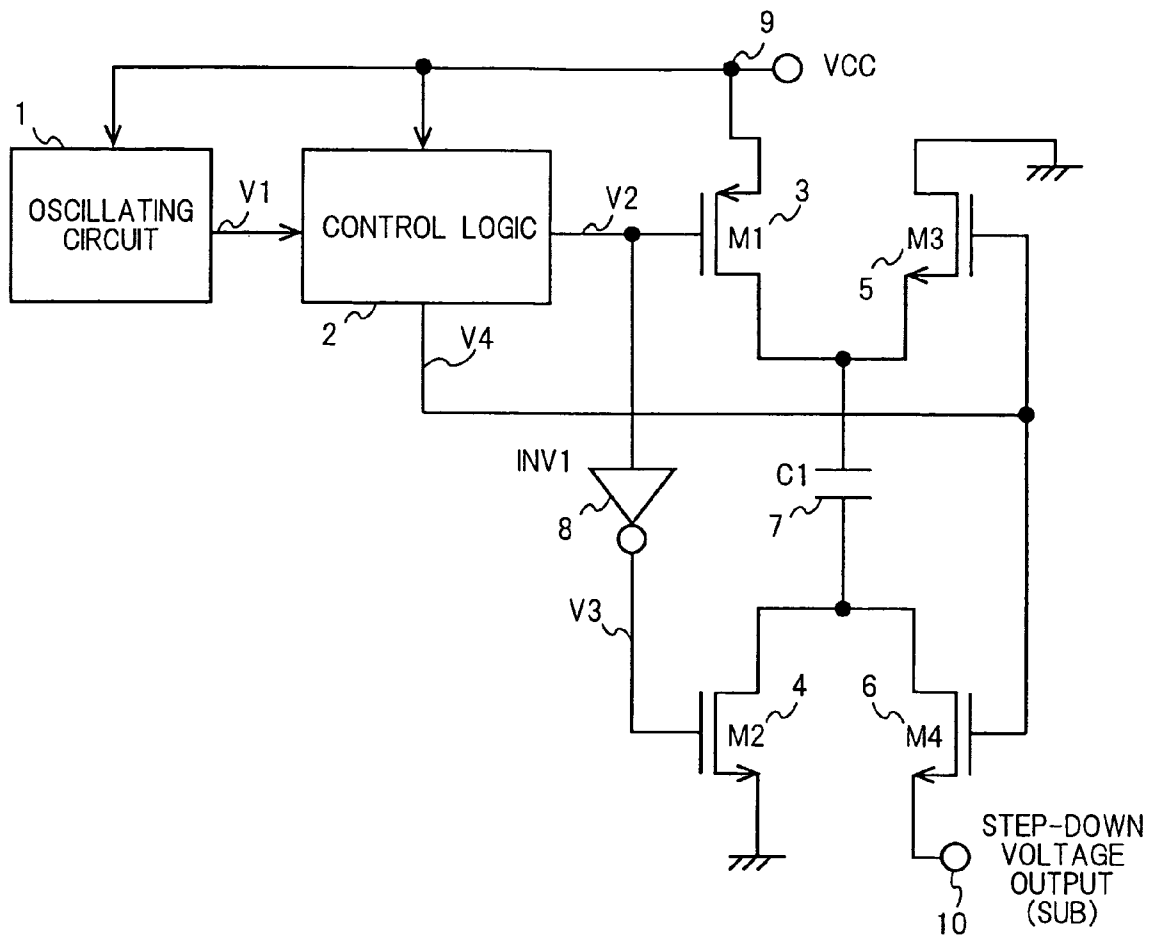 9
VCC
1
OSCILLATING
CIRCUIT
V1
CONTROL LOGIC
2
V2
3
M1
M3
5
V4
INV1
8
C1
7
V3
4
M2
6
M4
STEP-DOWN
VOLTAGE
OUTPUT
(SUB)
10